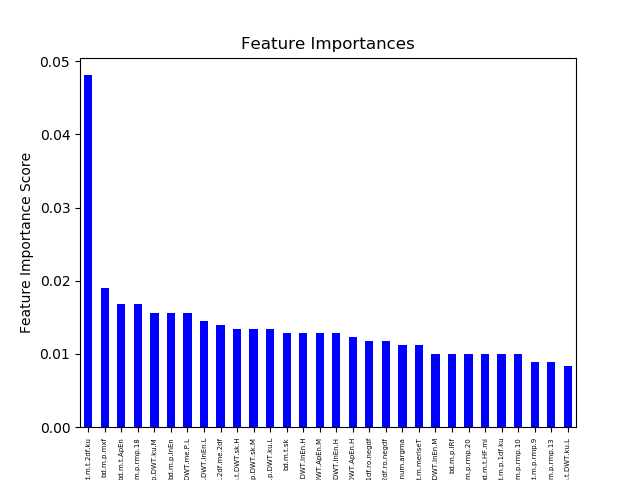 Feature Importances
Feature Importance Score
0.05
0.04
0.03
0.02
0.01
0.00
d.m.t.2df.ku
bd.m.p.mxf
bd.m.t.ApEn
m.p.rmp.18
p.DWT.ku.M
bd.m.p.InEn
DWT.me.P.L
.DWT.InEn.L
.2df.me.2df
.t.DWT.sk.H
p.DWT.sk.M
.p.DWT.ku.L
bd.m.t.sk
DWT.InEn.H
DWT.ApEn.M
DWT.InEn.H
DWT.ApEn.H
1df.ro.negdf
2df.ro.negdf
num.argma
t.m.meriseT
DWT.InEn.M
bd.m.p.IRf
m.p.rmp.20
d.m.t.HF.mi
d.m.p.1df.ku
m.p.rmp.10
d.m.p.rmp.9
m.p.rmp.13
.t.DWT.ku.L